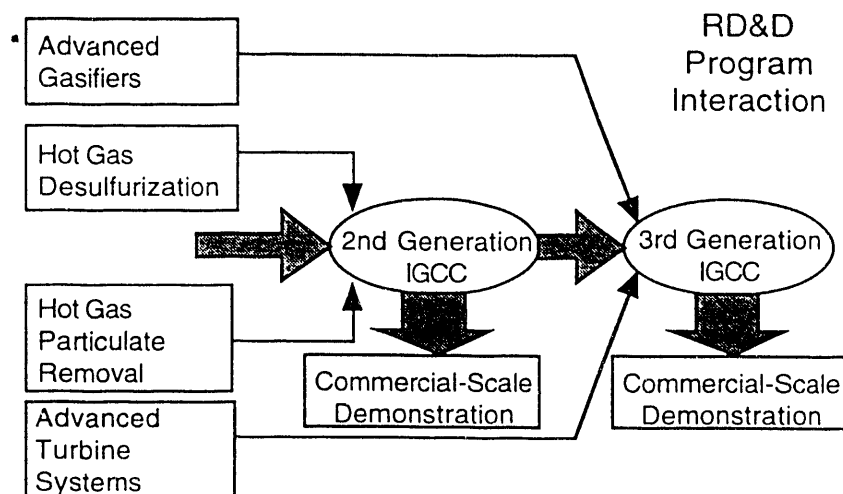 RD&D
Program
Interaction
Advanced
Gasifiers
Hot Gas
Desulfurization
2nd Generation
IGCC
3rd Generation
IGCC
Hot Gas
Particulate
Removal
Commercial-Scale
Demonstration
Commercial-Scale
Demonstration
Advanced
Turbine
Systems